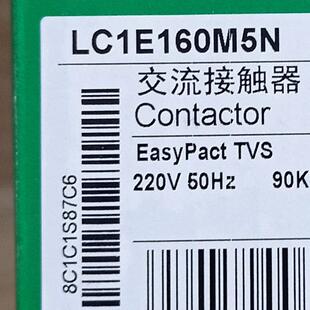 LC1E160M5N
交流接触器
Contactor
EasyPact TVS
220V 50Hz 90K
8C1C1S87C6